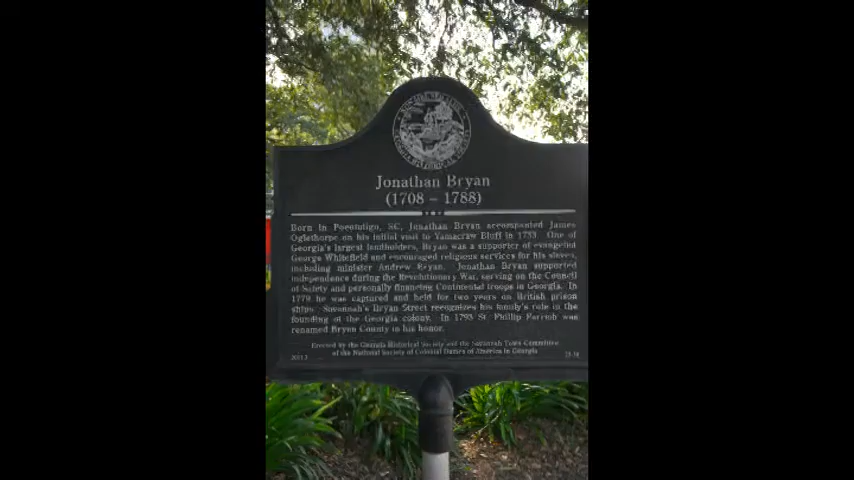 Jonathan Bryan
(1708 – 1788)
Born in Pocotaligo, SC, Jonathan Bryan accompanied James
Oglethorpe on his initial visit to Yamacraw Bluff in 1733. One of
Georgia's largest landholders, Bryan was a supporter of evangelist
George Whitefield and encouraged religious services for his slaves,
including minister Andrew Bryan. Jonathan Bryan supported
independence during the Revolutionary War, serving on the Council
of Safety and personally financing Continental troops in Georgia. In
1779 he was captured and held for two years on British prison
ships. Savannah's Bryan Street recognizes his family's role in the
founding of the Georgia colony. In 1793 St. Phillip Parrish was
renamed Bryan County in his honor.
Erected by the Georgia Historical Society and the Savannah Town Committee
of the National Society of Colonial Dames of America in Georgia